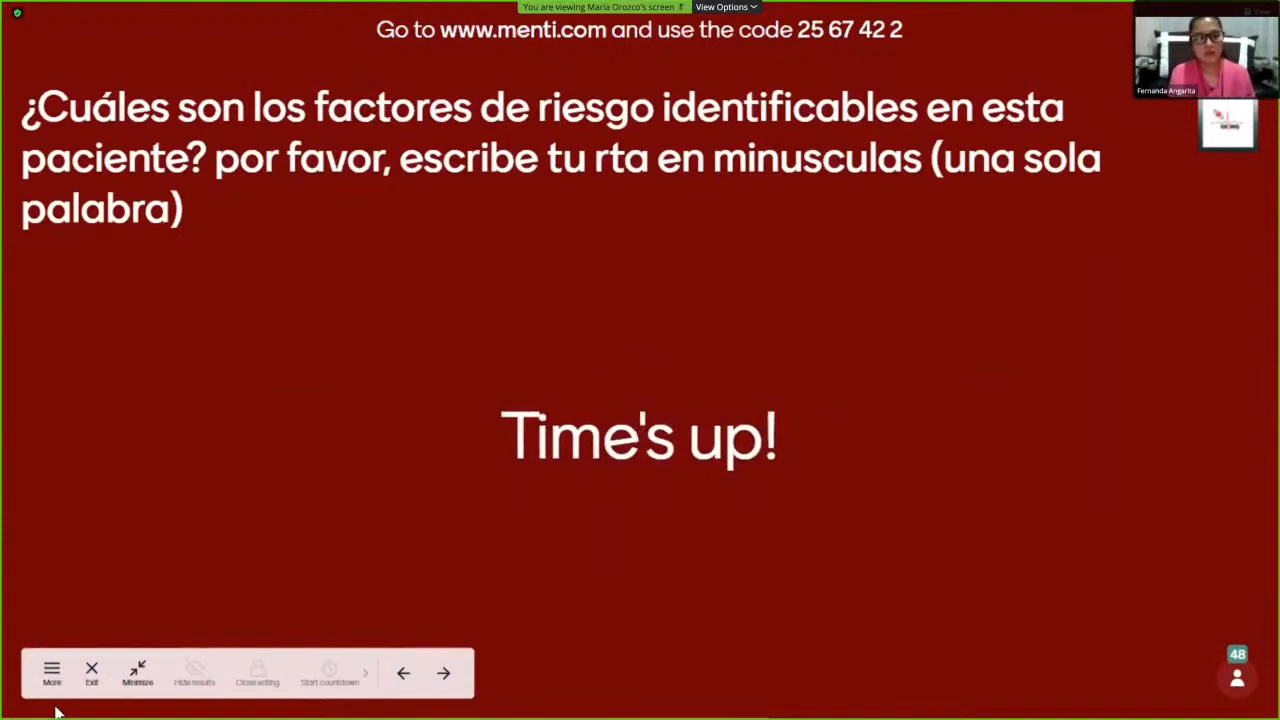 You are viewing Maria Orozco's screen
View Options
View
Go to www.menti.com and use the code 25 67 42 2
Fernanda Angarita
¿Cuáles son los factores de riesgo identificables en esta
paciente? por favor, escribe tu rta en minusculas (una sola
palabra)
Time's up!
48
More
Exit
Minimize
Hide results
Close voting
Start countdown